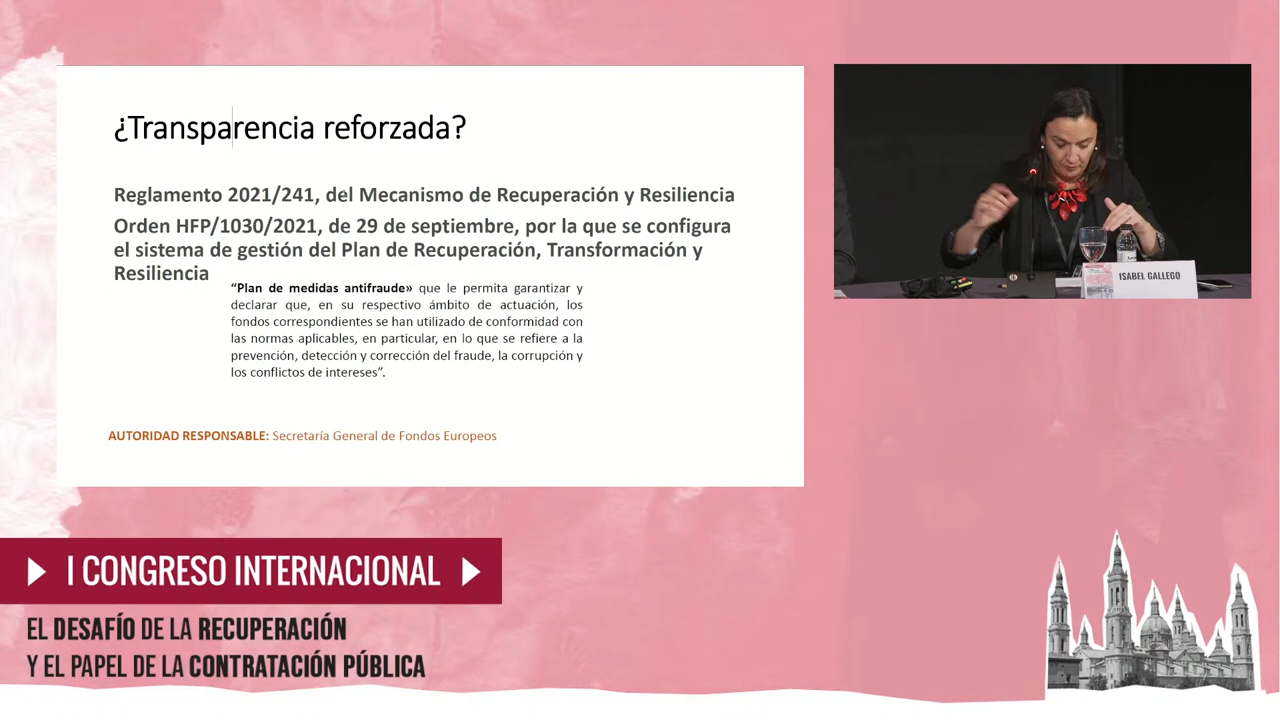 ¿Transparencia reforzada?
Reglamento 2021/241, del Mecanismo de Recuperación y Resiliencia
Orden HFP/1030/2021, de 29 de septiembre, por la que se configura
el sistema de gestión del Plan de Recuperación, Transformación y
Resiliencia
“Plan de medidas antifraude» que le permita garantizar y
declarar que, en su respectivo ámbito de actuación, los
fondos correspondientes se han utilizado de conformidad con
las normas aplicables, en particular, en lo que se refiere a la
prevención, detección y corrección del fraude, la corrupción y
los conflictos de intereses”.
AUTORIDAD RESPONSABLE: Secretaría General de Fondos Europeos
ISABEL GALLEGO
I CONGRESO INTERNACIONAL
EL DESAFÍO DE LA RECUPERACIÓN
Y EL PAPEL DE LA CONTRATACIÓN PÚBLICA